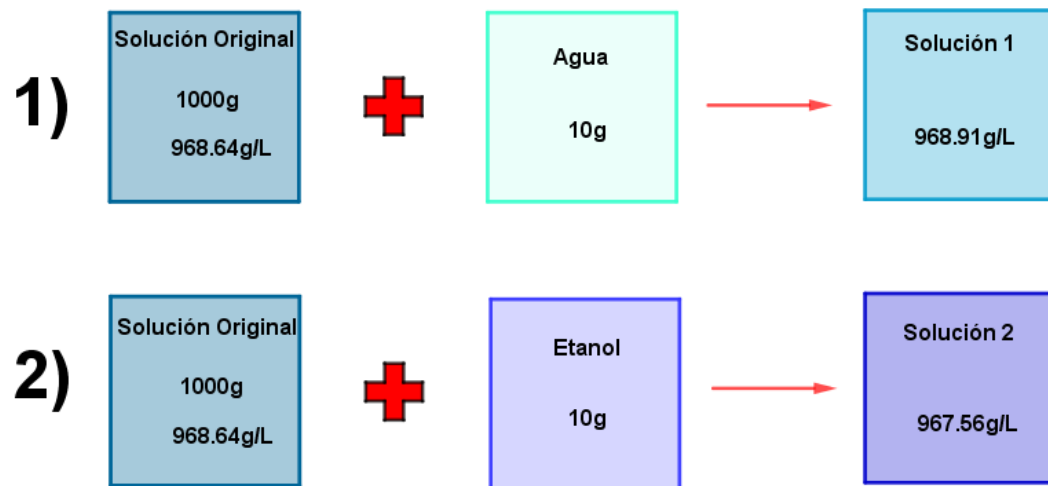 1)
Solución Original
1000g
968.64g/L
Agua
10g
Solución 1
968.91g/L
2)
Solución Original
1000g
968.64g/L
Etanol
10g
Solución 2
967.56g/L